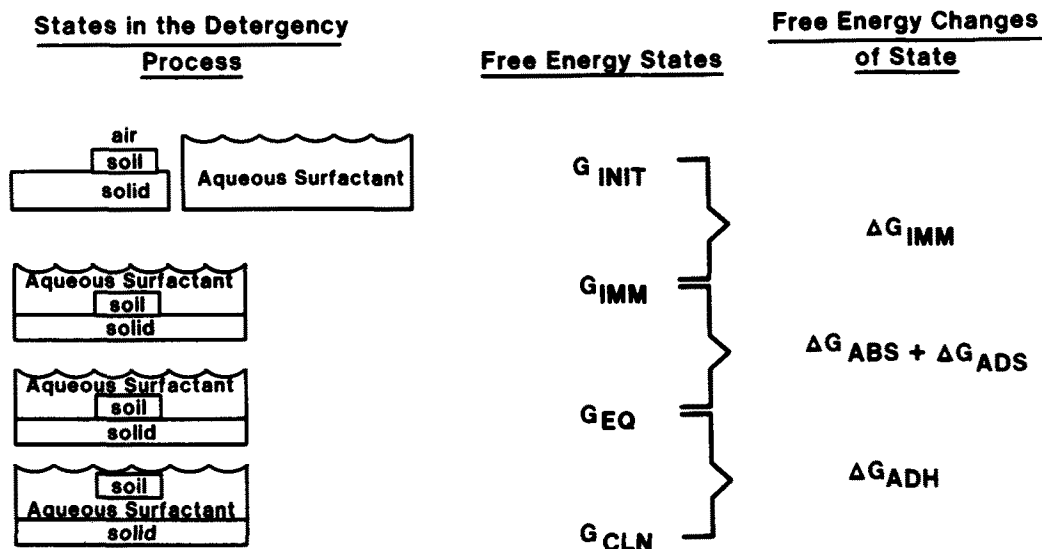 States in the Detergency
Process
Free Energy States
Free Energy Changes
of State
air
soil
solid
Aqueous Surfactant
G INIT
ΔG IMM
Aqueous Surfactant
soil
solid
G IMM
ΔG ABS + ΔG ADS
Aqueous Surfactant
soil
solid
G EQ
soil
Aqueous Surfactant
solid
ΔG ADH
G CLN